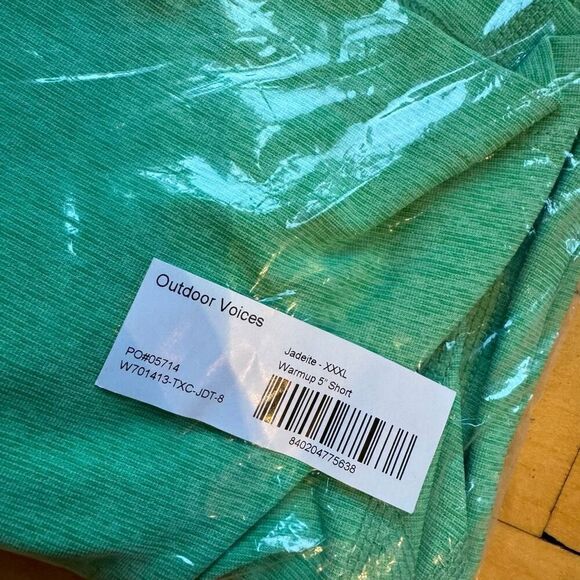 Outdoor Voices
PO#05714
W701413-TXC-JDT-8
Jadeite - XXXL
Warmup 5" Short
840204775638